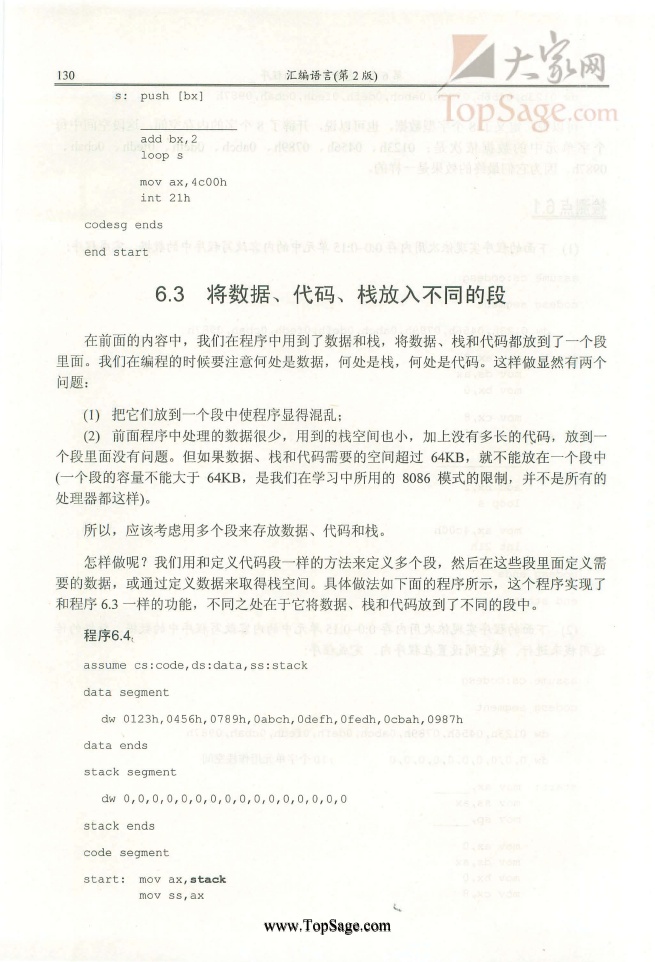 130
汇编语言(第 2 版)
大家网
TopSage.com
s: push [bx]
add bx,2
loop s
mov ax,4c00h
int 21h
codesg ends
end start
6.3 将数据、代码、栈放入不同的段
在前面的内容中，我们在程序中用到了数据和栈，将数据、栈和代码都放到了一个段
里面。我们在编程的时候要注意何处是数据，何处是栈，何处是代码。这样做显然有两个
问题：
(1) 把它们放到一个段中使程序显得混乱；
(2) 前面程序中处理的数据很少，用到的栈空间也小，加上没有多长的代码，放到一
个段里面没有问题。但如果数据、栈和代码需要的空间超过 64KB，就不能放在一个段中
(一个段的容量不能大于 64KB，是我们在学习中所用的 8086 模式的限制，并不是所有的
处理器都这样)。
所以，应该考虑用多个段来存放数据、代码和栈。
怎样做呢？我们用和定义代码段一样的方法来定义多个段，然后在这些段里面定义需
要的数据，或通过定义数据来取得栈空间。具体做法如下面的程序所示，这个程序实现了
和程序 6.3 一样的功能，不同之处在于它将数据、栈和代码放到了不同的段中。
程序6.4
assume cs:code,ds:data,ss:stack
data segment
dw 0123h,0456h,0789h,0abch,0defh,0fedh,0cbah,0987h
data ends
stack segment
dw 0,0,0,0,0,0,0,0,0,0,0,0,0,0,0,0
stack ends
code segment
start: mov ax,stack
mov ss,ax
www.TopSage.com